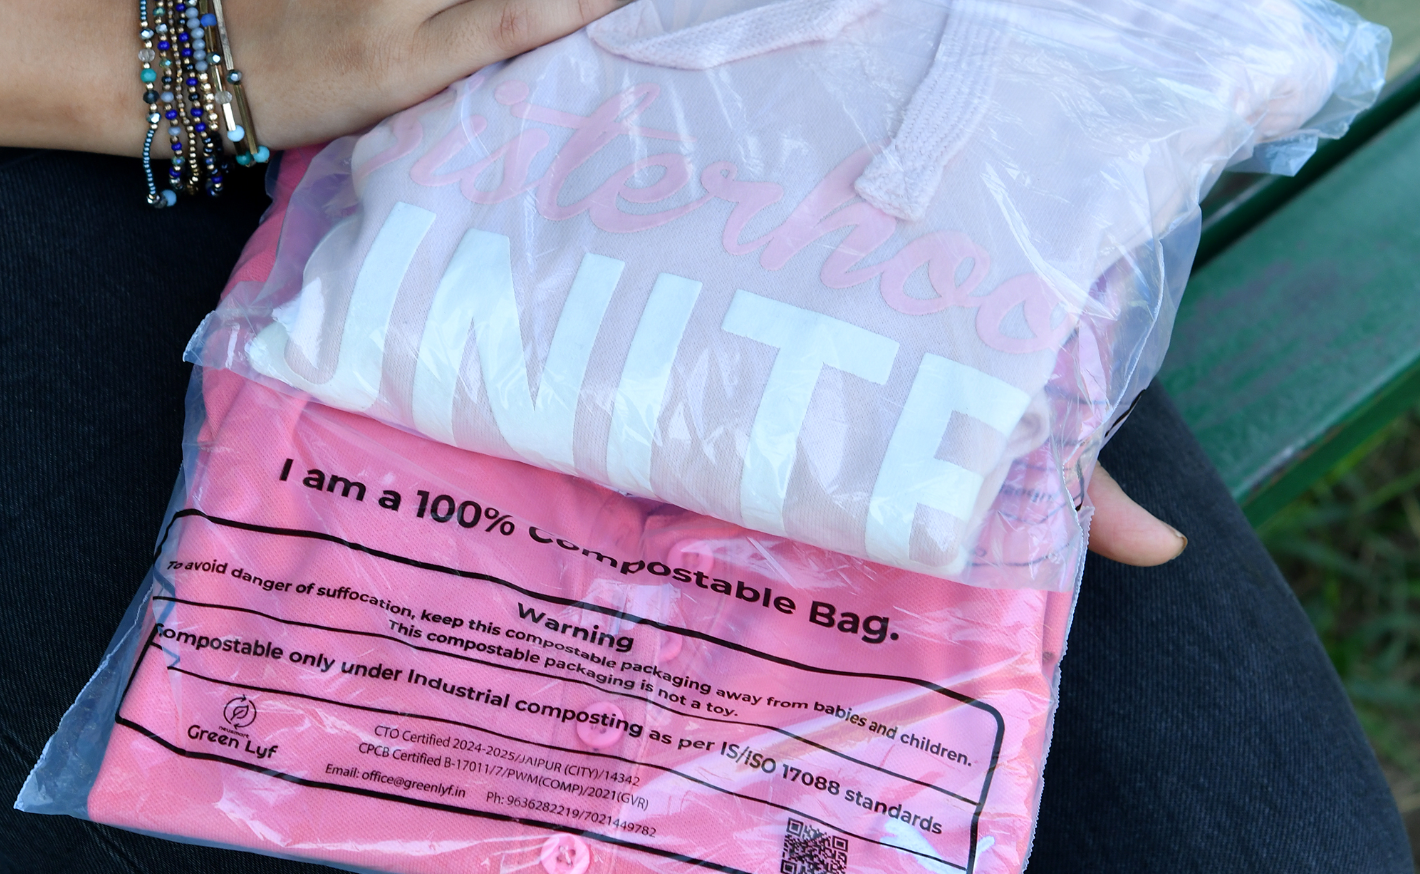 Sisterhoo
UNITE
I am a 100% Compostable Bag.
Warning
To avoid danger of suffocation, keep this compostable packaging away from babies and children.
This compostable packaging is not a toy.
Compostable only under Industrial composting as per IS/ISO 17088 standards
Green Lyf
CTO Certified 2024-2025/JAIPUR (CITY)/14342
CPCB Certified B-17011/7/PWM(COMP)/2021(GVR)
Email: office@greenlyf.in Ph: 9636282219/7021449782